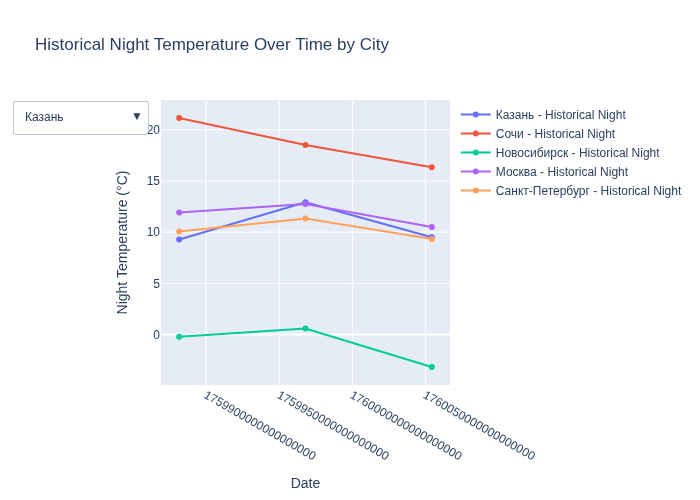 Historical Night Temperature Over Time by City
Казань ▼
Казань - Historical Night
Сочи - Historical Night
Новосибирск - Historical Night
Москва - Historical Night
Санкт-Петербург - Historical Night
20
15
10
5
0
Night Temperature (°C)
1759900000000000000
1759950000000000000
1760000000000000000
1760050000000000000
Date